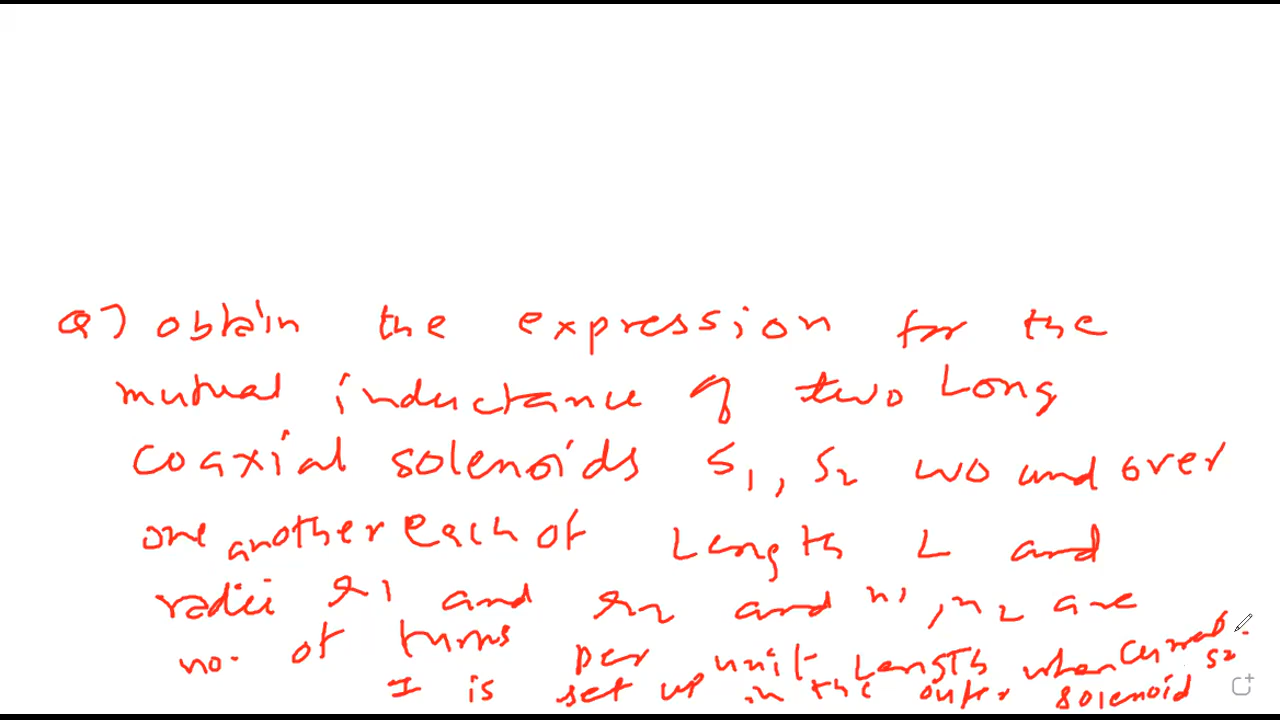 Q) obtain the expression for the
mutual inductance of two Long
coaxial solenoids S1, S2 wound over
one another each of Length L and
radii r1 and r2 and n1, n2 are
no. of turns per unit Length when current
I is set up in the outer solenoid S2.